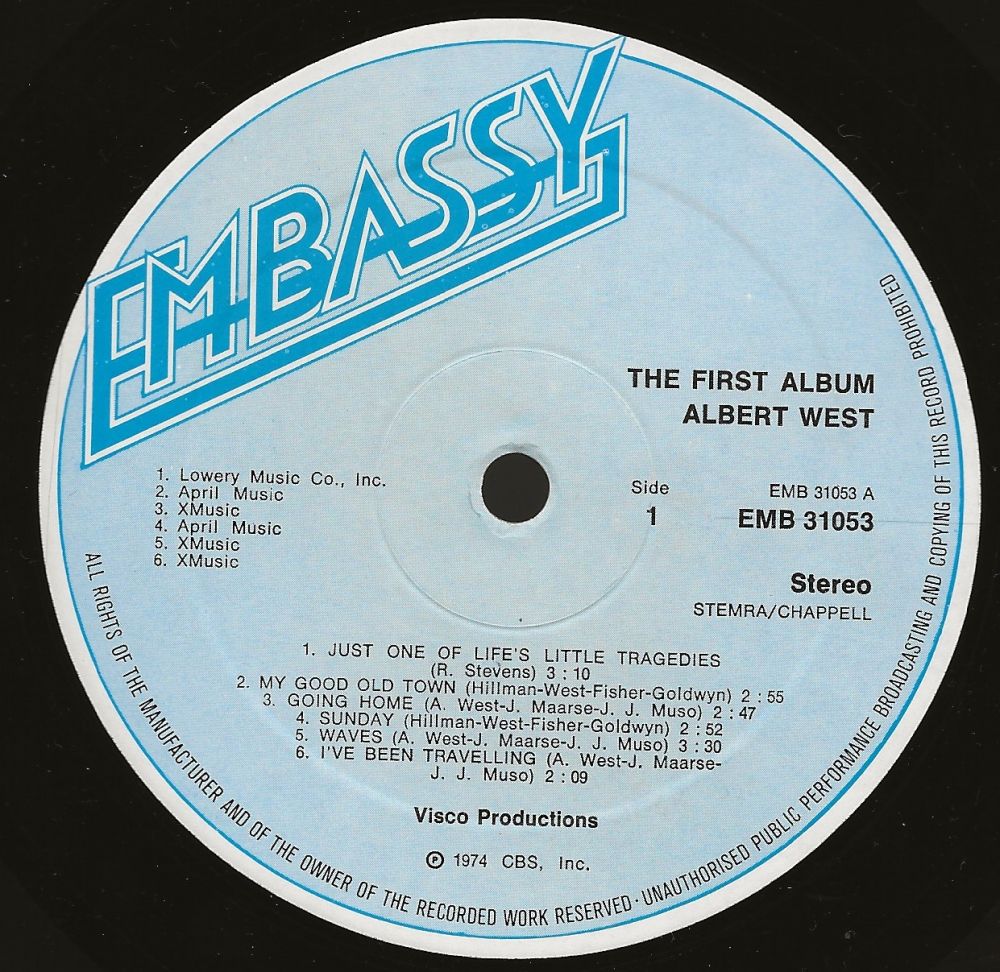 EMBASSY
THE FIRST ALBUM
ALBERT WEST
1. Lowery Music Co., Inc.
2. April Music
3. XMusic
4. April Music
5. XMusic
6. XMusic
Side
1
EMB 31053 A
EMB 31053
Stereo
STEMRA/CHAPPELL
1. JUST ONE OF LIFE'S LITTLE TRAGEDIES
(R. Stevens) 3 : 10
2. MY GOOD OLD TOWN (Hillman-West-Fisher-Goldwyn) 2 : 55
3. GOING HOME (A. West-J. Maarse-J. J. Muso) 2 : 47
4. SUNDAY (Hillman-West-Fisher-Goldwyn) 2 : 52
5. WAVES (A. West-J. Maarse-J. J. Muso) 3 : 30
6. I'VE BEEN TRAVELLING (A. West-J. Maarse-
J. J. Muso) 2 : 09
Visco Productions
℗ 1974 CBS, Inc.
ALL RIGHTS OF THE MANUFACTURER AND OF THE OWNER OF THE RECORDED WORK RESERVED · UNAUTHORISED PUBLIC PERFORMANCE BROADCASTING AND COPYING OF THIS RECORD PROHIBITED